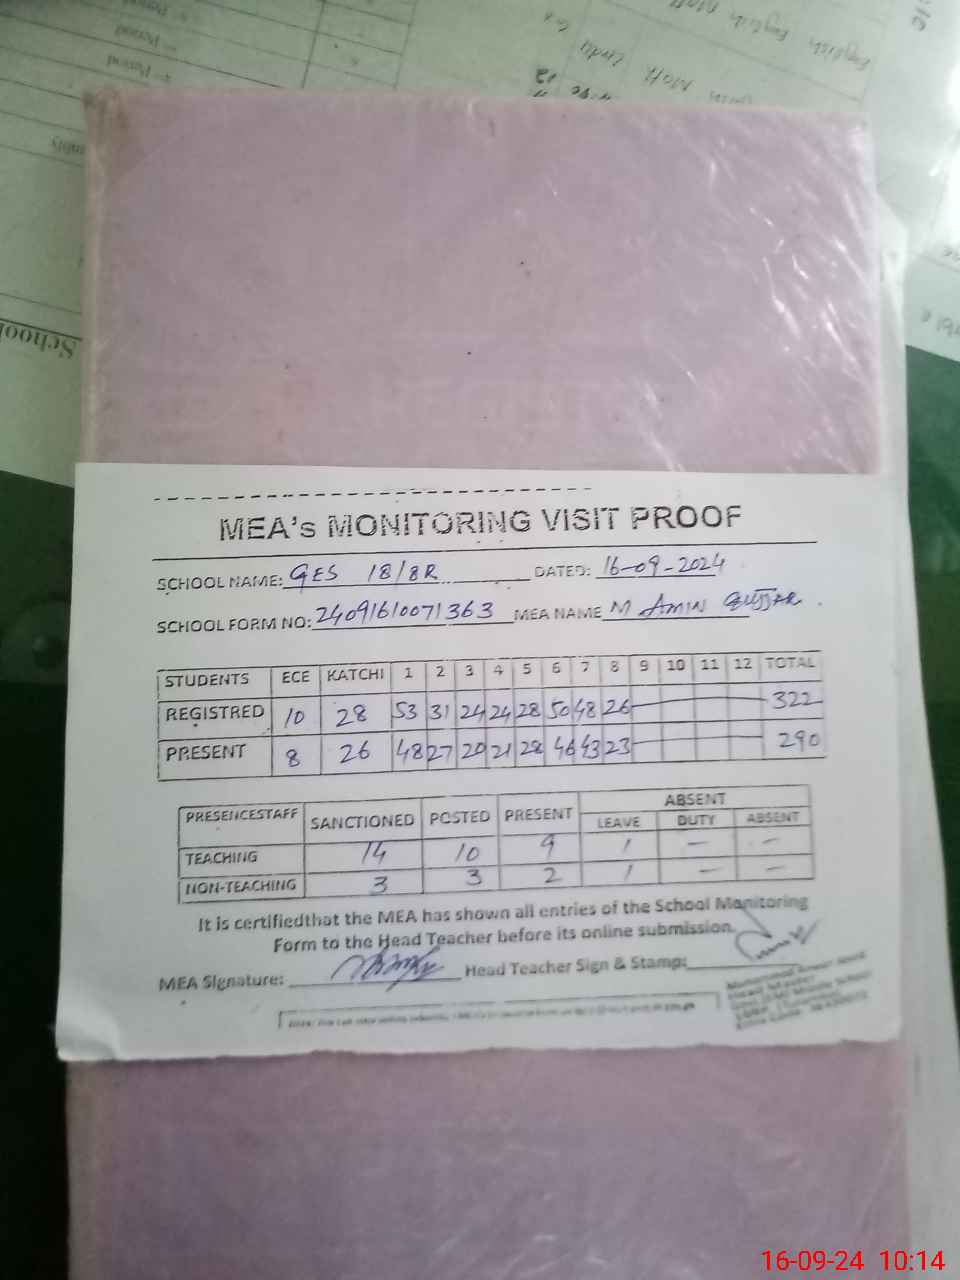 MEA's MONITORING VISIT PROOF
SCHOOL NAME: GES 18/8R DATED: 16-09-2024
SCHOOL FORM NO: 24091610071363 MEA NAME M Amin Gujjar
STUDENTS ECE KATCHI 1 2 3 4 5 6 7 8 9 10 11 12 TOTAL
REGISTRED 10 28 53 31 24 24 28 50 48 26 322
PRESENT 8 26 48 27 20 21 28 46 43 23 290
PRESENCESTAFF SANCTIONED POSTED PRESENT ABSENT
LEAVE DUTY ABSENT
TEACHING 14 10 9 1 — —
NON-TEACHING 3 3 2 1 — —
It is certifiedthat the MEA has shown all entries of the School Monitoring
Form to the Head Teacher before its online submission.
MEA Signature: Head Teacher Sign & Stamp:
Head Master
16-09-24 10:14